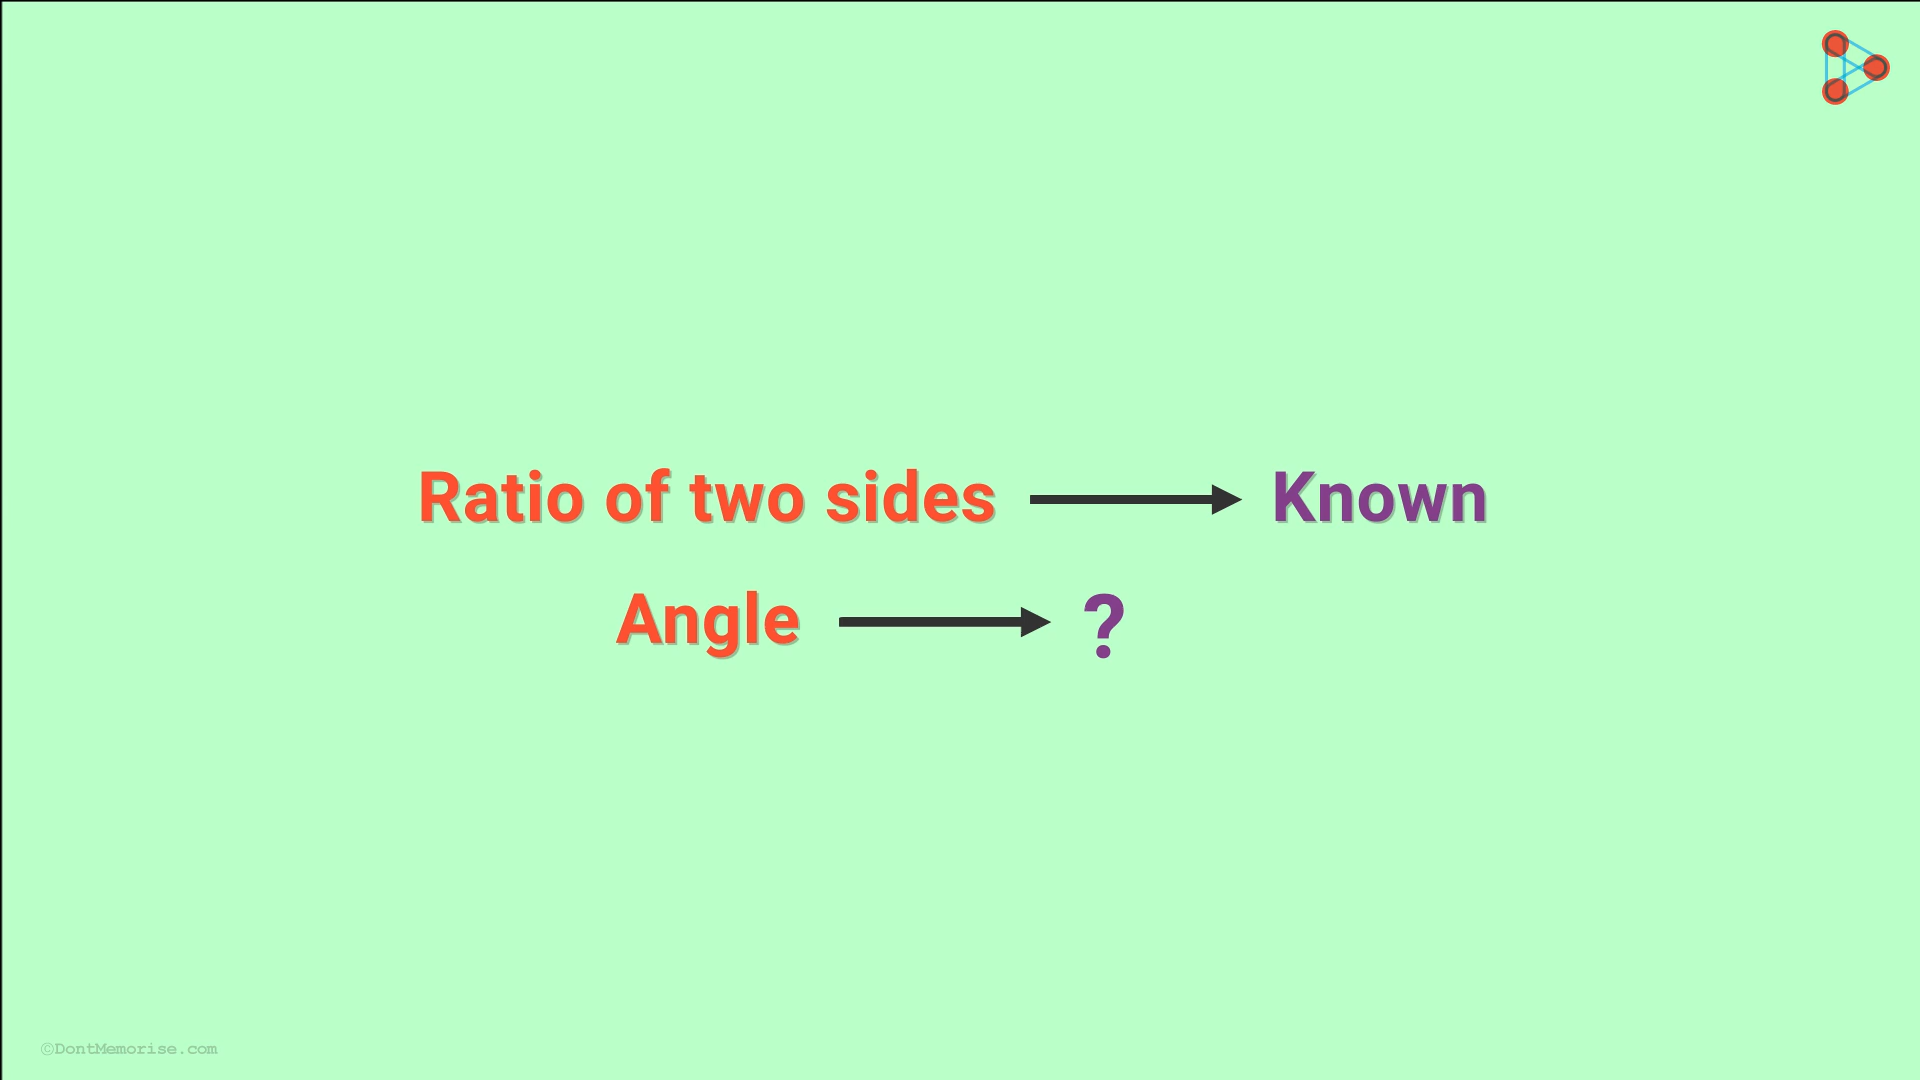 Ratio of two sides → Known
Angle → ?
©DontMemorise.com